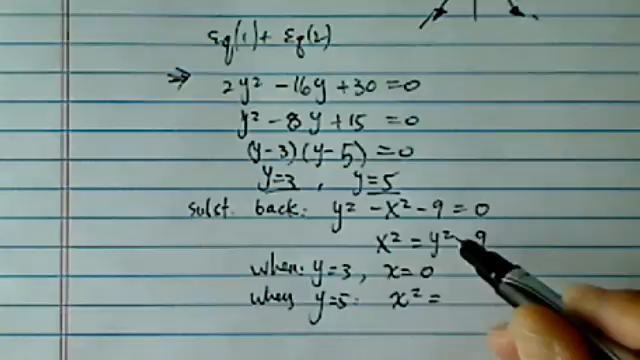 Eq(1) + Eq(2)
⇒ 2y² - 16y + 30 = 0
y² - 8y + 15 = 0
(y-3)(y-5) = 0
y=3 , y=5
subst. back: y² - x² - 9 = 0
x² = y² - 9
when y=3, x=0
when y=5: x² =